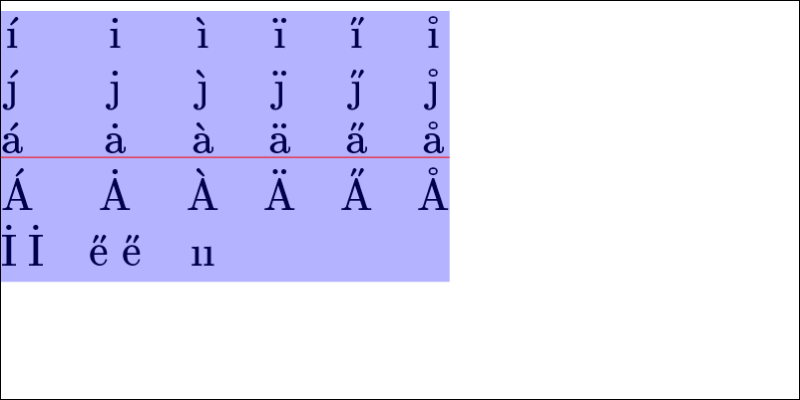 í i ì ï i̋ i̊
j́ j j̀ j̈ j̋ j̊
á ȧ à ä a̋ å
Á Ȧ À Ä A̋ Å
İ İ e̋ e̋ ıı